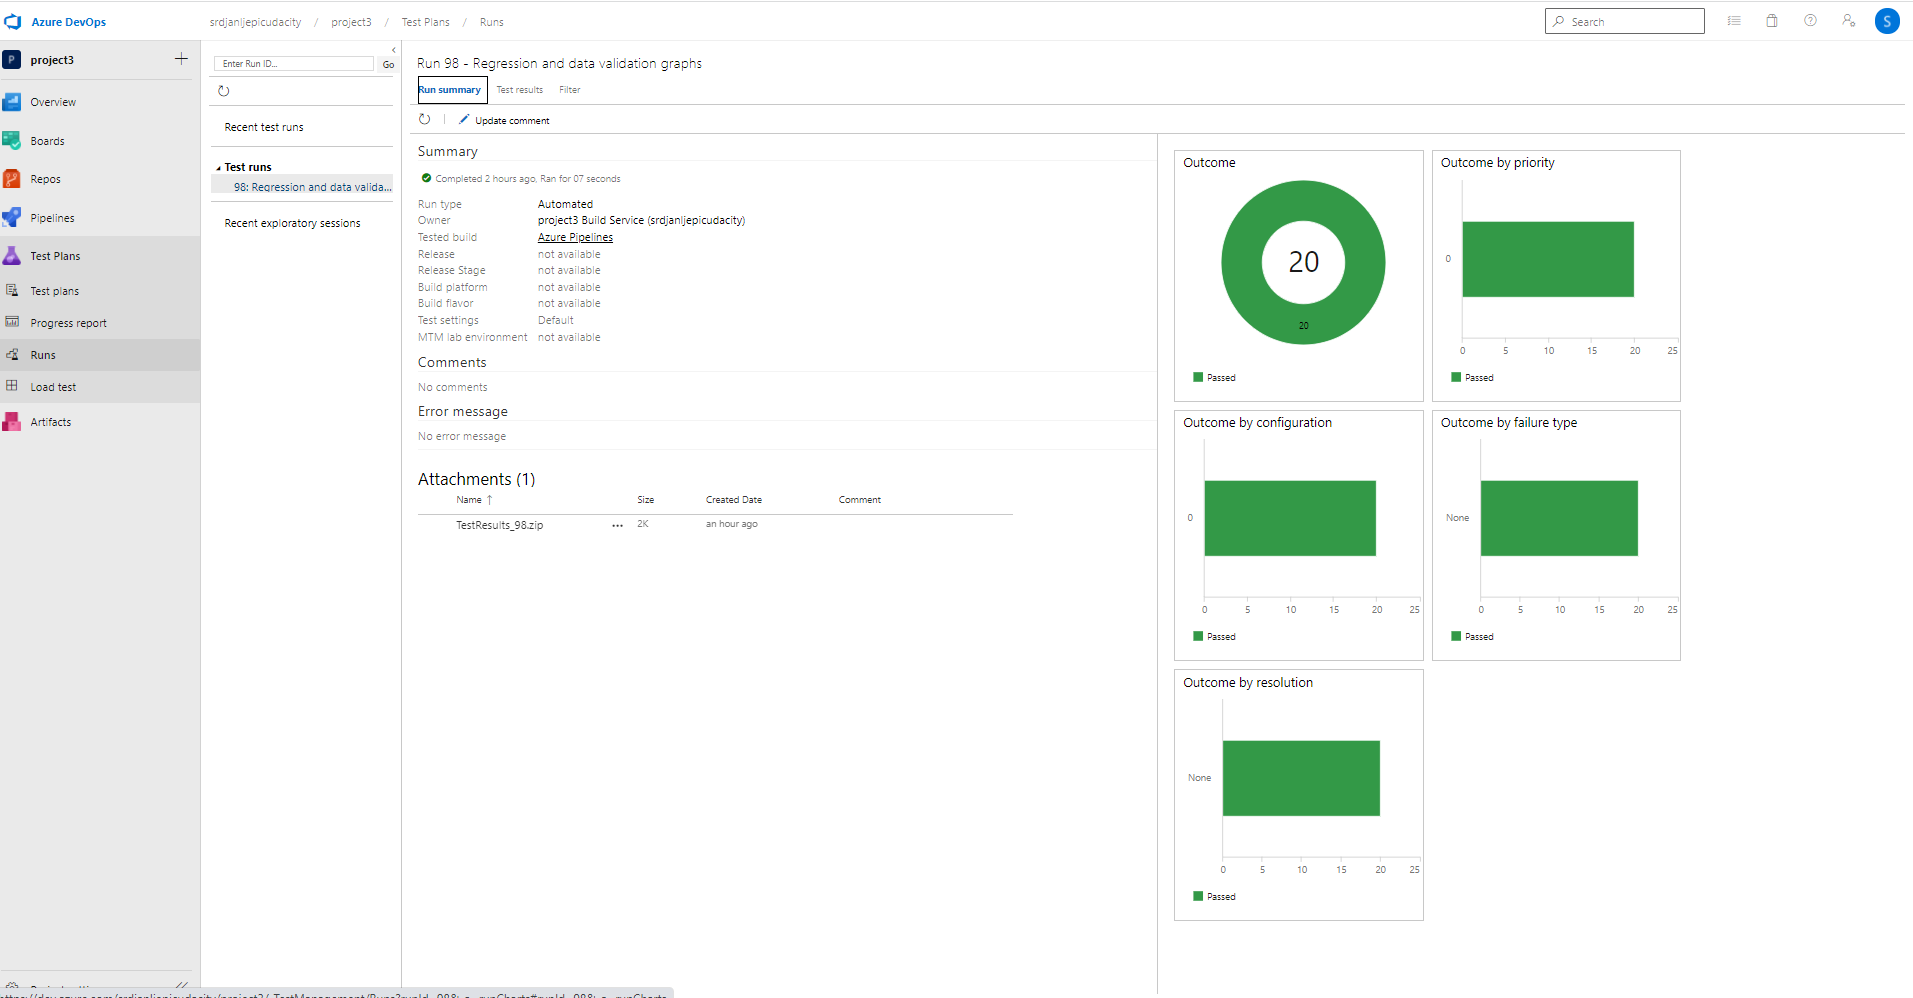 Azure DevOps
srdjanljepicudacity / project3 / Test Plans / Runs
Search
S
P project3
Overview
Boards
Repos
Pipelines
Test Plans
Test plans
Progress report
Runs
Load test
Artifacts
Enter Run ID...
Go
Recent test runs
Test runs
98: Regression and data valida...
Recent exploratory sessions
Run 98 - Regression and data validation graphs
Run summary Test results Filter
Update comment
Summary
Completed 2 hours ago, Ran for 07 seconds
Run type Automated
Owner project3 Build Service (srdjanljepicudacity)
Tested build Azure Pipelines
Release not available
Release Stage not available
Build platform not available
Build flavor not available
Test settings Default
MTM lab environment not available
Comments
No comments
Error message
No error message
Attachments (1)
Name Size Created Date Comment
TestResults_98.zip ... 2K an hour ago
Outcome
20
20
Passed
Outcome by priority
0
0 5 10 15 20 25
Passed
Outcome by configuration
0
0 5 10 15 20 25
Passed
Outcome by failure type
None
0 5 10 15 20 25
Passed
Outcome by resolution
None
0 5 10 15 20 25
Passed